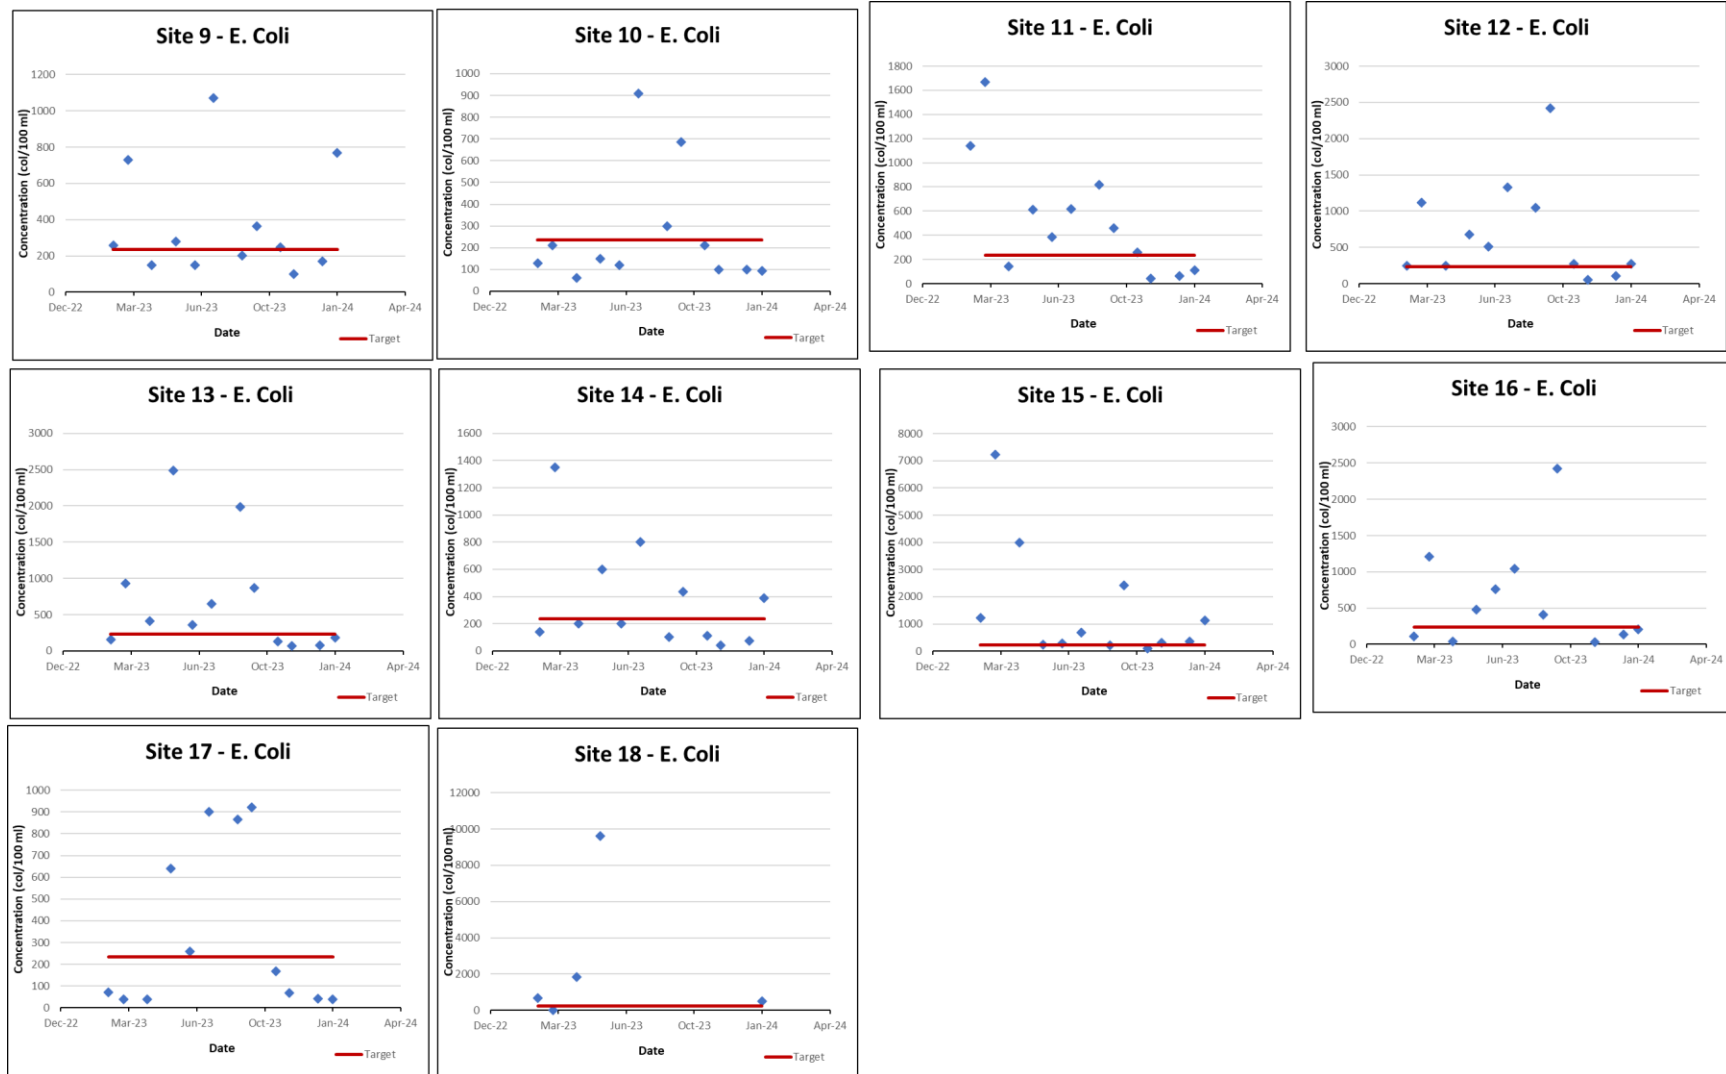 Site 9 - E. Coli
Concentration (col/100 ml)
1200
1000
800
600
400
200
0
Dec-22 Mar-23 Jun-23 Oct-23 Jan-24 Apr-24
Date
Target
Site 10 - E. Coli
Concentration (col/100 ml)
1000
900
800
700
600
500
400
300
200
100
0
Dec-22 Mar-23 Jun-23 Oct-23 Jan-24 Apr-24
Date
Target
Site 11 - E. Coli
Concentration (col/100 ml)
1800
1600
1400
1200
1000
800
600
400
200
0
Dec-22 Mar-23 Jun-23 Oct-23 Jan-24 Apr-24
Date
Target
Site 12 - E. Coli
Concentration (col/100 ml)
3000
2500
2000
1500
1000
500
0
Dec-22 Mar-23 Jun-23 Oct-23 Jan-24 Apr-24
Date
Target
Site 13 - E. Coli
Concentration (col/100 ml)
3000
2500
2000
1500
1000
500
0
Dec-22 Mar-23 Jun-23 Oct-23 Jan-24 Apr-24
Date
Target
Site 14 - E. Coli
Concentration (col/100 ml)
1600
1400
1200
1000
800
600
400
200
0
Dec-22 Mar-23 Jun-23 Oct-23 Jan-24 Apr-24
Date
Target
Site 15 - E. Coli
Concentration (col/100 ml)
8000
7000
6000
5000
4000
3000
2000
1000
0
Dec-22 Mar-23 Jun-23 Oct-23 Jan-24 Apr-24
Date
Target
Site 16 - E. Coli
Concentration (col/100 ml)
3000
2500
2000
1500
1000
500
0
Dec-22 Mar-23 Jun-23 Oct-23 Jan-24 Apr-24
Date
Target
Site 17 - E. Coli
Concentration (col/100 ml)
1000
900
800
700
600
500
400
300
200
100
0
Dec-22 Mar-23 Jun-23 Oct-23 Jan-24 Apr-24
Date
Target
Site 18 - E. Coli
Concentration (col/100 ml)
12000
10000
8000
6000
4000
2000
0
Dec-22 Mar-23 Jun-23 Oct-23 Jan-24 Apr-24
Date
Target